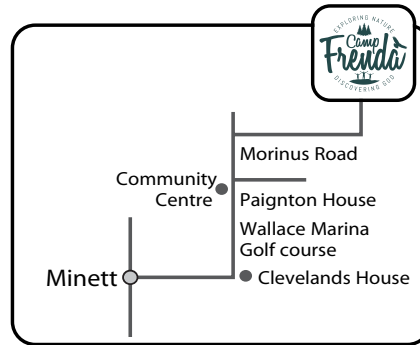 EXPLORING NATURE
Camp
Frenda
DISCOVERING GOD
Morinus Road
Community
Centre
Paignton House
Wallace Marina
Golf course
Minett
Clevelands House